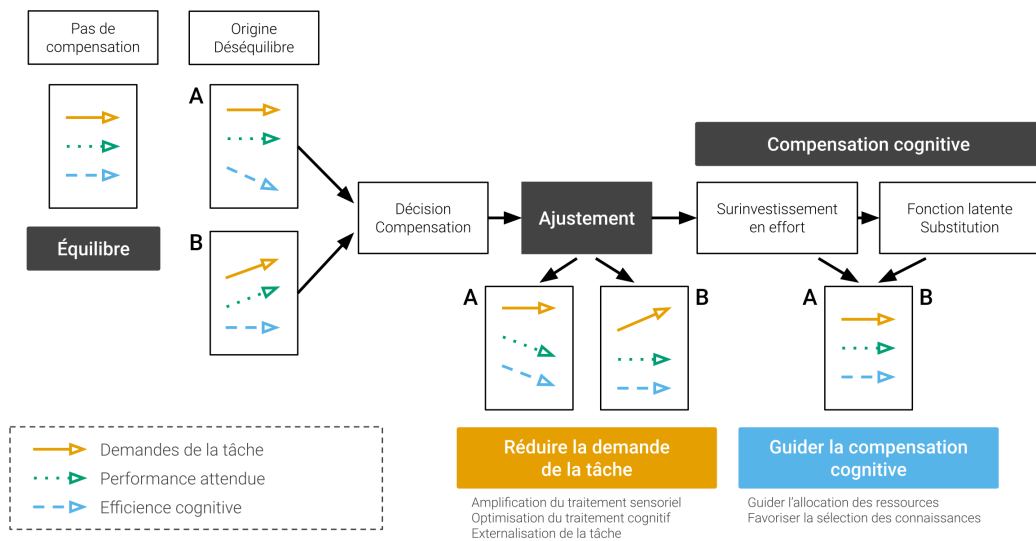 Pas de
compensation
Origine
Déséquilibre
A
B
Équilibre
Décision
Compensation
Ajustement
Compensation cognitive
Surinvestissement
en effort
Fonction latente
Substitution
A
B
A
B
Demandes de la tâche
Performance attendue
Efficience cognitive
Réduire la demande
de la tâche
Amplification du traitement sensoriel
Optimisation du traitement cognitif
Externalisation de la tâche
Guider la compensation
cognitive
Guider l'allocation des ressources
Favoriser la sélection des connaissances